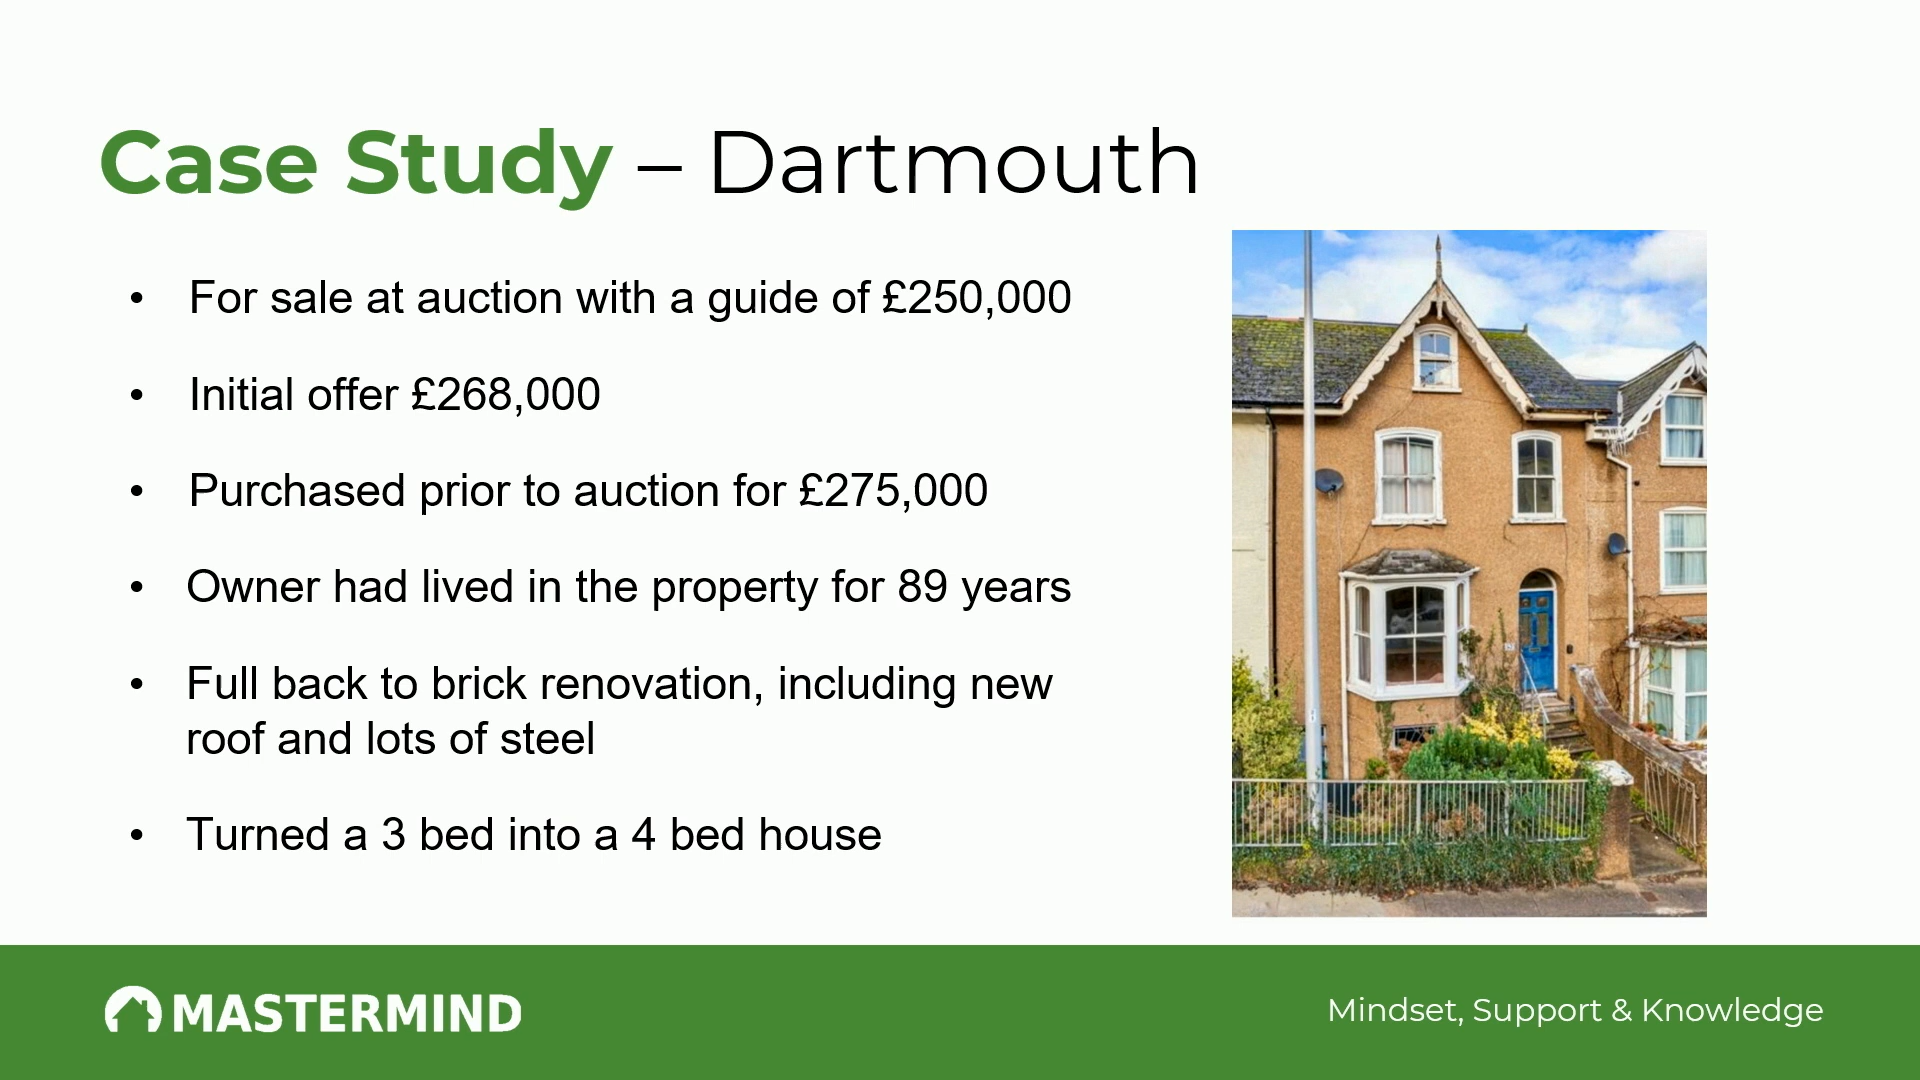 Case Study – Dartmouth
• For sale at auction with a guide of £250,000
• Initial offer £268,000
• Purchased prior to auction for £275,000
• Owner had lived in the property for 89 years
• Full back to brick renovation, including new
roof and lots of steel
• Turned a 3 bed into a 4 bed house
MASTERMIND
Mindset, Support & Knowledge